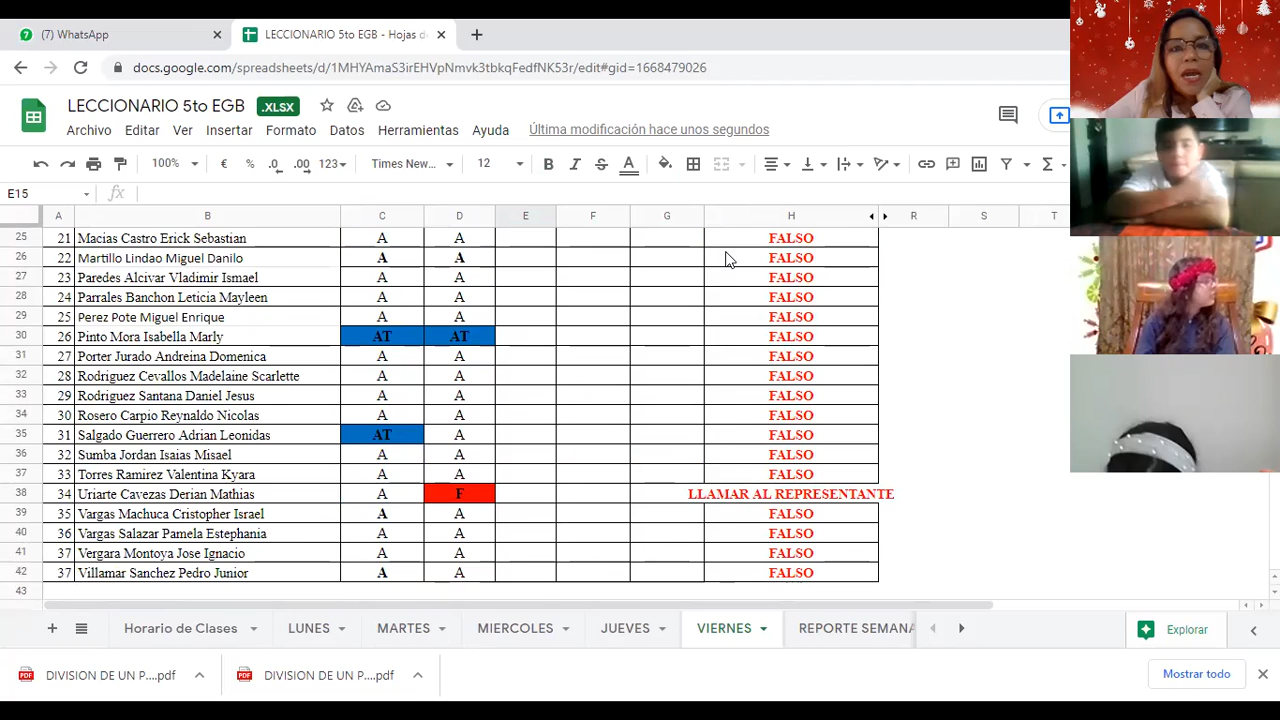 WhatsApp
LECCIONARIO 5to EGB - Hojas de
docs.google.com/spreadsheets/d/1MHYAmaS3irEHVpNmvk3tbkqFedfNK53r/edit#gid=1668479026
LECCIONARIO 5to EGB .XLSX
Archivo Editar Ver Insertar Formato Datos Herramientas Ayuda Última modificación hace unos segundos
100% € % .0 .00 123 Times New... 12 B I S A
E15 fx
A B C D E F G H R S T
25 21 Macias Castro Erick Sebastian A A FALSO
26 22 Martillo Lindao Miguel Danilo A A FALSO
27 23 Paredes Alcivar Vladimir Ismael A A FALSO
28 24 Parrales Banchon Leticia Mayleen A A FALSO
29 25 Perez Pote Miguel Enrique A A FALSO
30 26 Pinto Mora Isabella Marly AT AT FALSO
31 27 Porter Jurado Andreina Domenica A A FALSO
32 28 Rodriguez Cevallos Madelaine Scarlette A A FALSO
33 29 Rodriguez Santana Daniel Jesus A A FALSO
34 30 Rosero Carpio Reynaldo Nicolas A A FALSO
35 31 Salgado Guerrero Adrian Leonidas AT A FALSO
36 32 Sumba Jordan Isaias Misael A A FALSO
37 33 Torres Ramirez Valentina Kyara A A FALSO
38 34 Uriarte Cavezas Derian Mathias A F LLAMAR AL REPRESENTANTE
39 35 Vargas Machuca Cristopher Israel A A FALSO
40 36 Vargas Salazar Pamela Estephania A A FALSO
41 37 Vergara Montoya Jose Ignacio A A FALSO
42 37 Villamar Sanchez Pedro Junior A A FALSO
43
Horario de Clases LUNES MARTES MIERCOLES JUEVES VIERNES REPORTE SEMANA Explorar
PDF DIVISION DE UN P....pdf PDF DIVISION DE UN P....pdf Mostrar todo